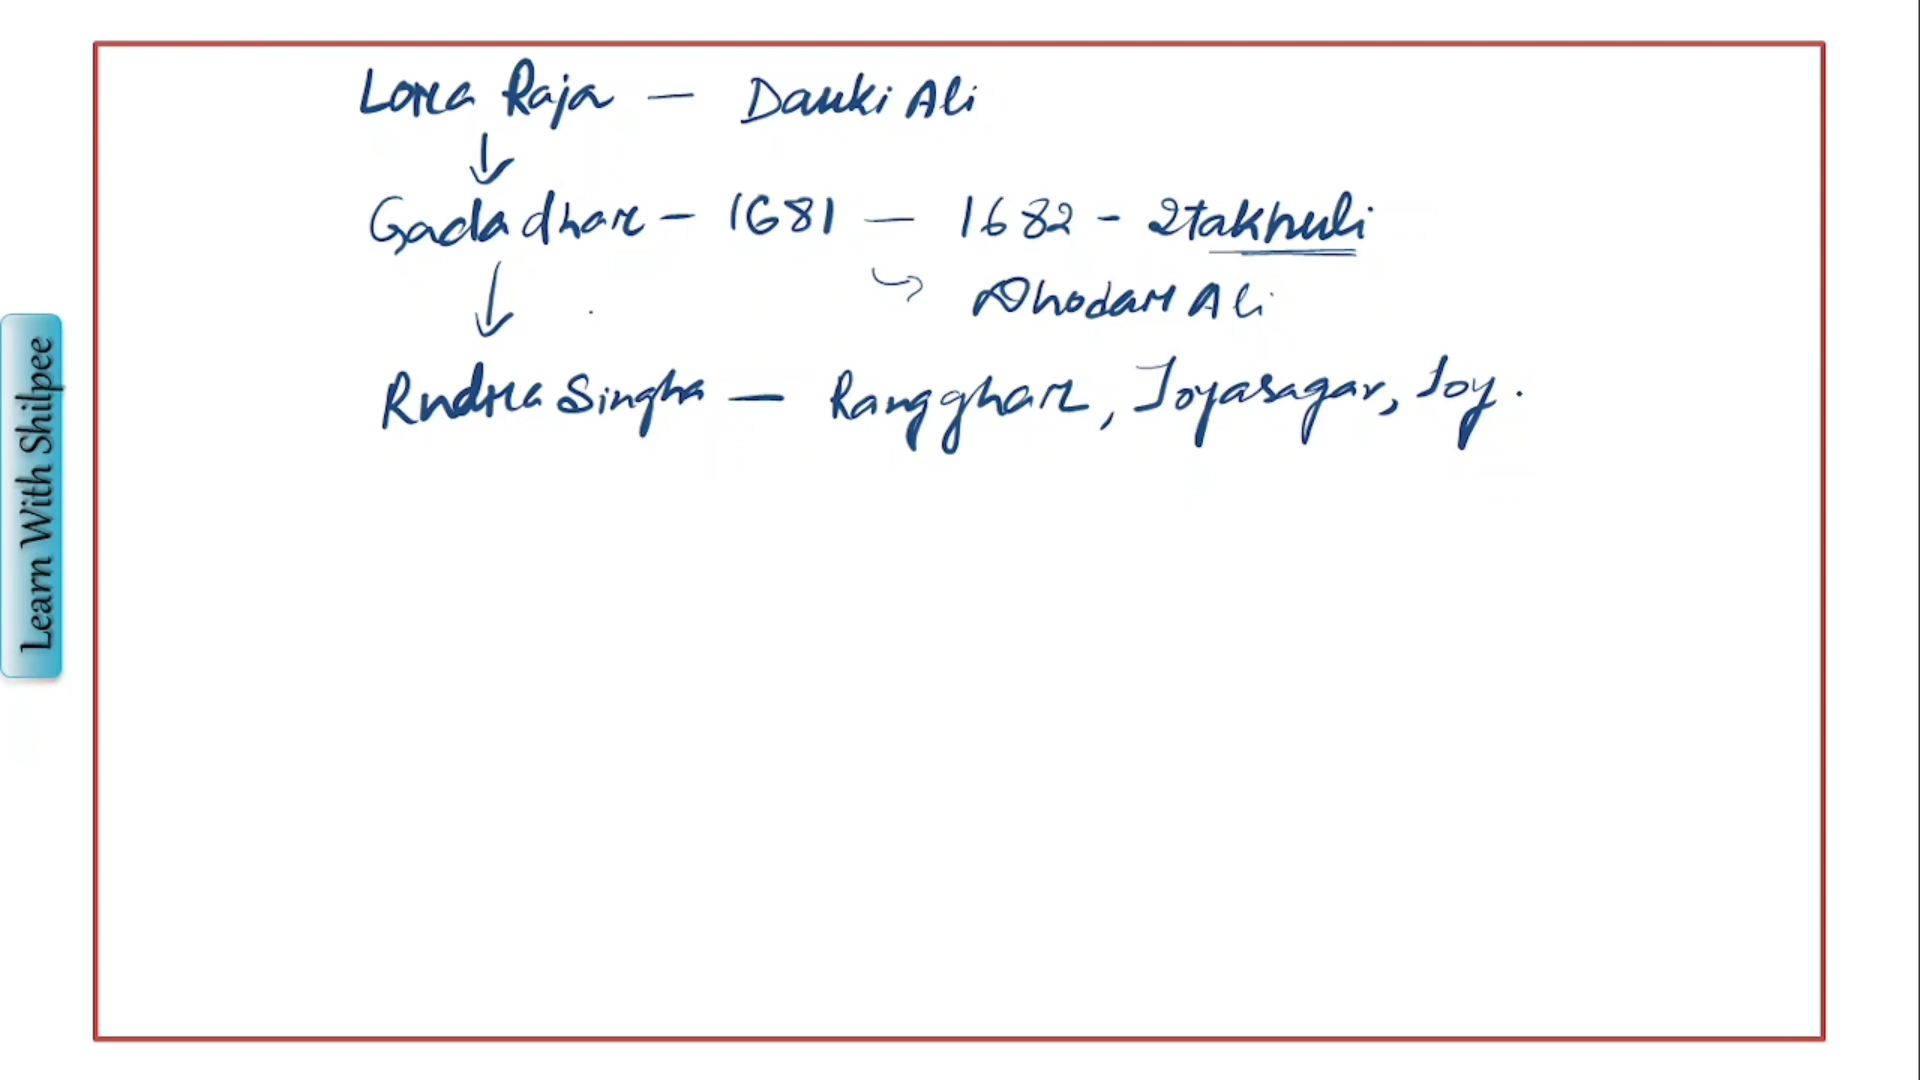 Lora Raja — Dauki Ali
↓
Gadadhar — 1681 — 1682 - Itakhuli
↓ ↪ Dhodar Ali
Rudra Singha — Rangghar, Joyasagar, Joy.
Learn With Shilpee